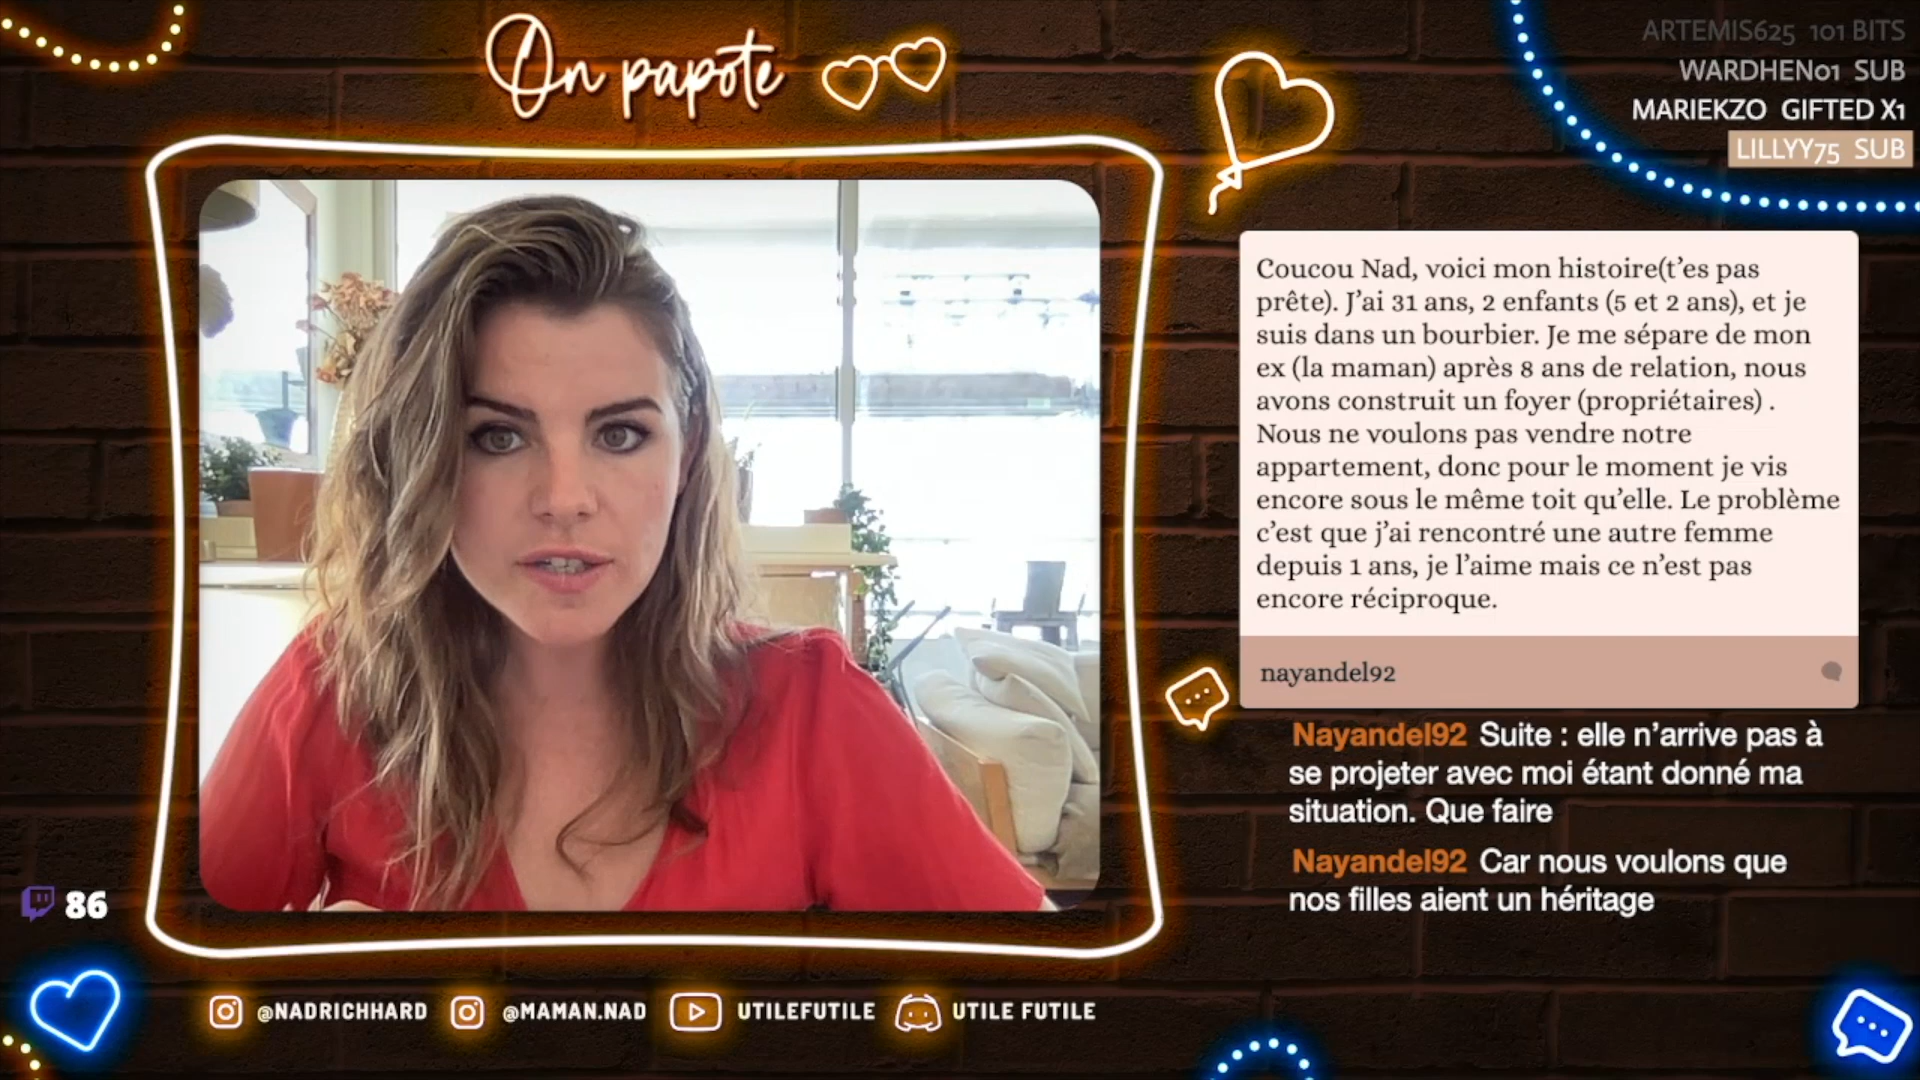 On papote
ARTEMIS625 101 BITS
WARDHEN01 SUB
MARIEKZO GIFTED X1
LILLYY75 SUB
Coucou Nad, voici mon histoire(t’es pas
prête). J’ai 31 ans, 2 enfants (5 et 2 ans), et je
suis dans un bourbier. Je me sépare de mon
ex (la maman) après 8 ans de relation, nous
avons construit un foyer (propriétaires) .
Nous ne voulons pas vendre notre
appartement, donc pour le moment je vis
encore sous le même toit qu’elle. Le problème
c’est que j’ai rencontré une autre femme
depuis 1 ans, je l’aime mais ce n’est pas
encore réciproque.
nayandel92
Nayandel92 Suite : elle n’arrive pas à
se projeter avec moi étant donné ma
situation. Que faire
Nayandel92 Car nous voulons que
nos filles aient un héritage
86
@NADRICHHARD @MAMAN.NAD UTILEFUTILE UTILE FUTILE